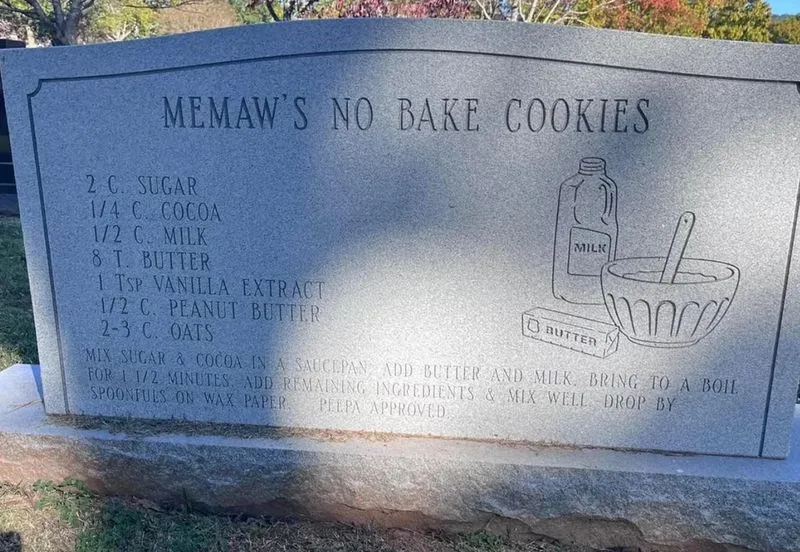 MEMAW'S NO BAKE COOKIES
2 C. SUGAR
1/4 C. COCOA
1/2 C. MILK
8 T. BUTTER
1 TSP VANILLA EXTRACT
1/2 C. PEANUT BUTTER
2-3 C. OATS
MILK
BUTTER
MIX SUGAR & COCOA IN A SAUCEPAN. ADD BUTTER AND MILK. BRING TO A BOIL
FOR 1 1/2 MINUTES. ADD REMAINING INGREDIENTS & MIX WELL. DROP BY
SPOONFULS ON WAX PAPER. PEEPA APPROVED